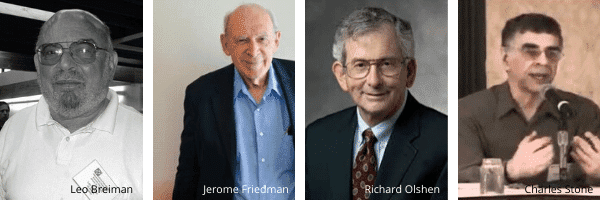 Leo Breiman
Jerome Friedman
Richard Olshen
Charles Stone